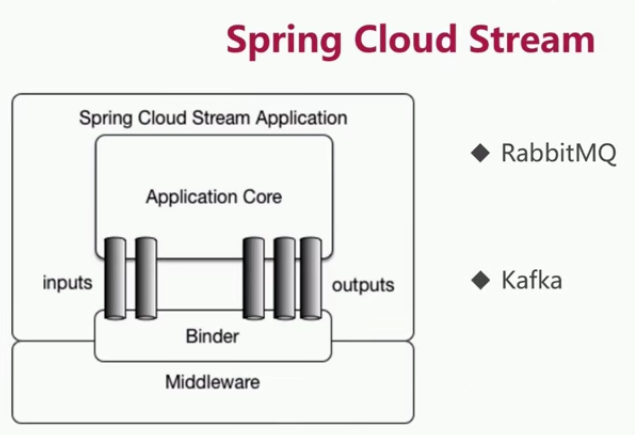 Spring Cloud Stream
Spring Cloud Stream Application
Application Core
inputs
outputs
Binder
Middleware
◆ RabbitMQ
◆ Kafka